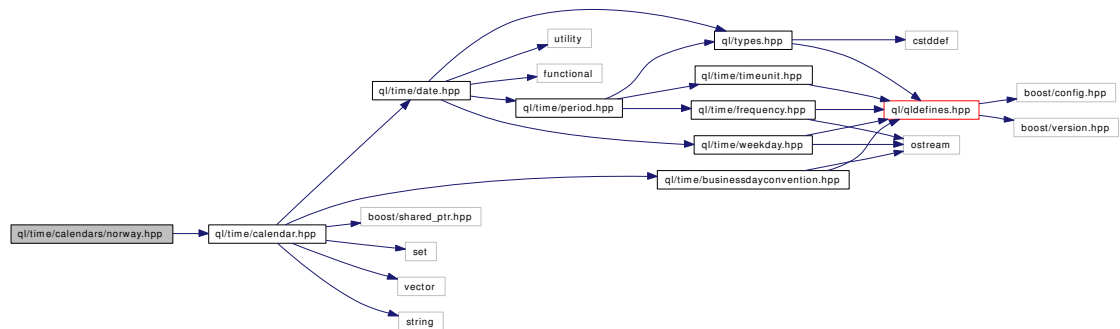 ql/types.hpp
cstddef
utility
functional
ql/time/timeunit.hpp
ql/time/date.hpp
boost/config.hpp
ql/time/period.hpp
ql/time/frequency.hpp
ql/qldefines.hpp
boost/version.hpp
ql/time/weekday.hpp
ostream
ql/time/businessdayconvention.hpp
boost/shared_ptr.hpp
ql/time/calendars/norway.hpp
ql/time/calendar.hpp
set
vector
string